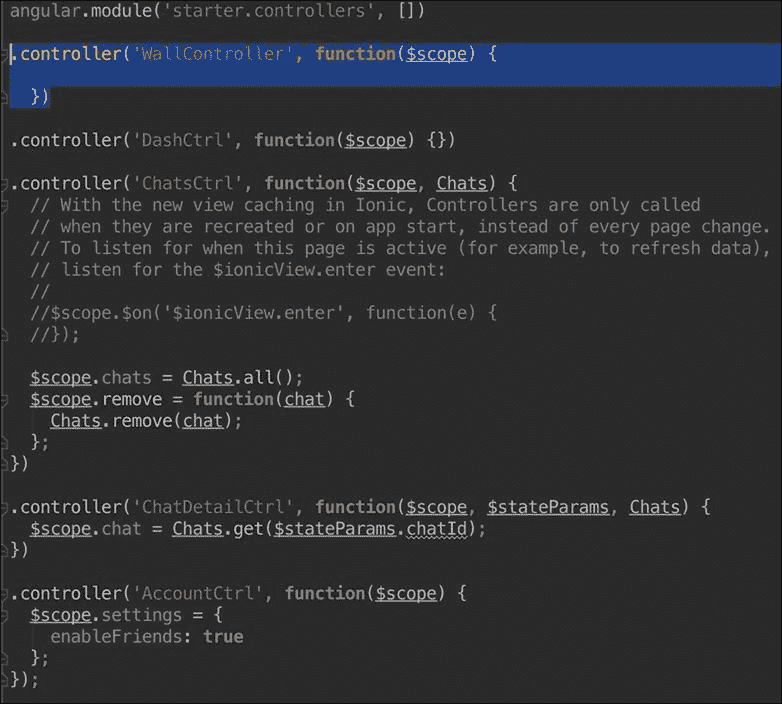 angular.module('starter.controllers', [])
.controller('WallController', function($scope) {
  })
.controller('DashCtrl', function($scope) {})
.controller('ChatsCtrl', function($scope, Chats) {
  // With the new view caching in Ionic, Controllers are only called
  // when they are recreated or on app start, instead of every page change.
  // To listen for when this page is active (for example, to refresh data),
  // listen for the $ionicView.enter event:
  //
  //$scope.$on('$ionicView.enter', function(e) {
  //});
  $scope.chats = Chats.all();
  $scope.remove = function(chat) {
    Chats.remove(chat);
  };
})
.controller('ChatDetailCtrl', function($scope, $stateParams, Chats) {
  $scope.chat = Chats.get($stateParams.chatId);
})
.controller('AccountCtrl', function($scope) {
  $scope.settings = {
    enableFriends: true
  };
});